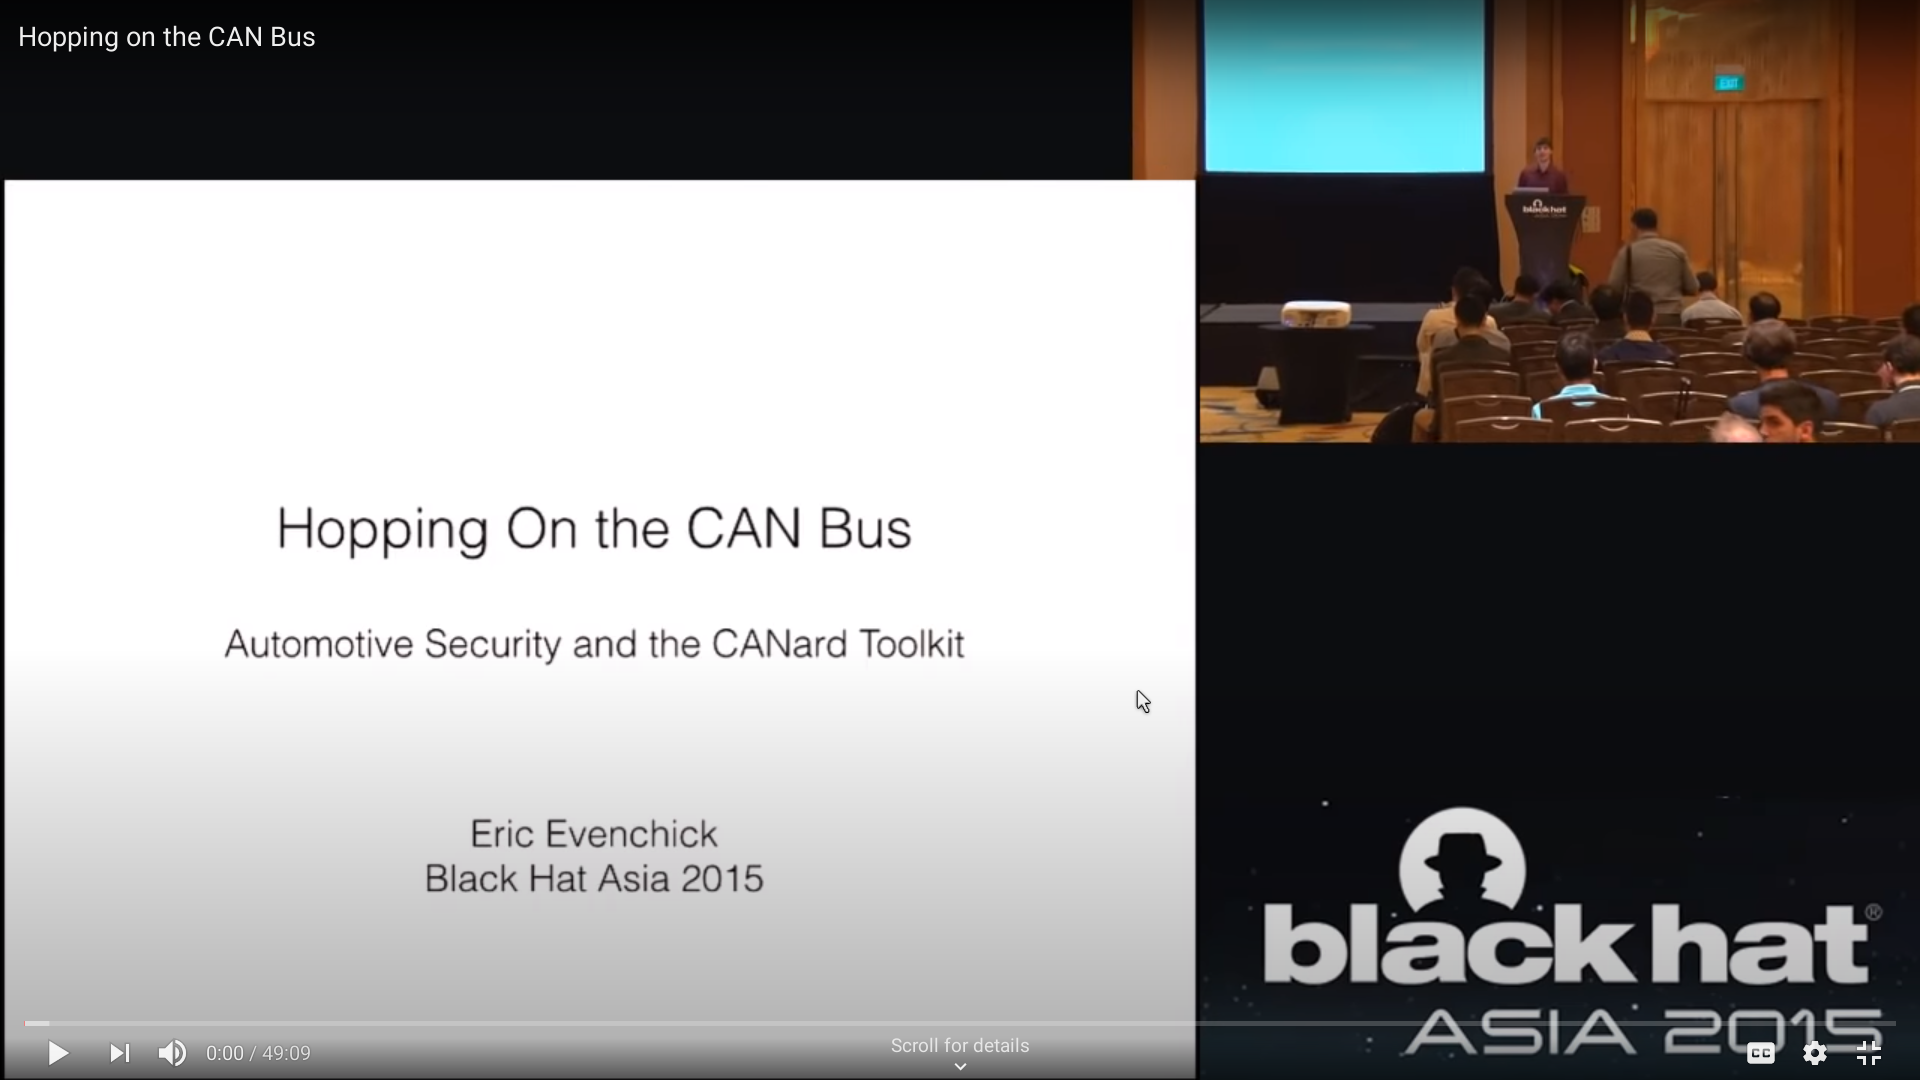 Hopping on the CAN Bus
EXIT
black hat
Hopping On the CAN Bus
Automotive Security and the CANard Toolkit
Eric Evenchick
Black Hat Asia 2015
black hat®
ASIA 2015
0:00 / 49:09
Scroll for details
CC